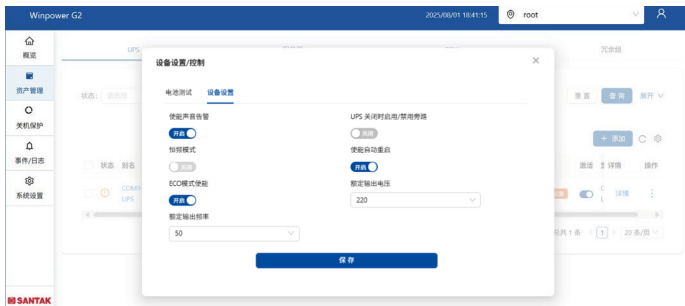 Winpower G2
2025/08/01 18:41:15
root
概览
资产管理
关机保护
事件/日志
系统设置
SANTAK
UPS
冗余组
状态:
重置
查询
展开
+ 添加
状态 别名
激活
详情
操作
COM
UPS
详情
总共 1 条
1
20 条/页
设备设置/控制
电池测试
设备设置
使能声音告警
开启
UPS 关闭时启用/禁用旁路
关闭
恒频模式
关闭
使能自动重启
开启
ECO模式使能
开启
额定输出电压
220
额定输出频率
50
保存